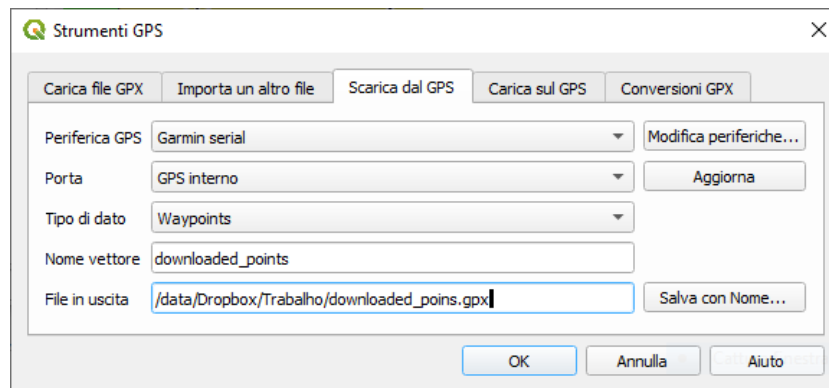 Strumenti GPS
Carica file GPX Importa un altro file Scarica dal GPS Carica sul GPS Conversioni GPX
Periferica GPS Garmin serial Modifica periferiche...
Porta GPS interno Aggiorna
Tipo di dato Waypoints
Nome vettore downloaded_points
File in uscita /data/Dropbox/Trabalho/downloaded_poins.gpx Salva con Nome...
OK Annulla Aiuto